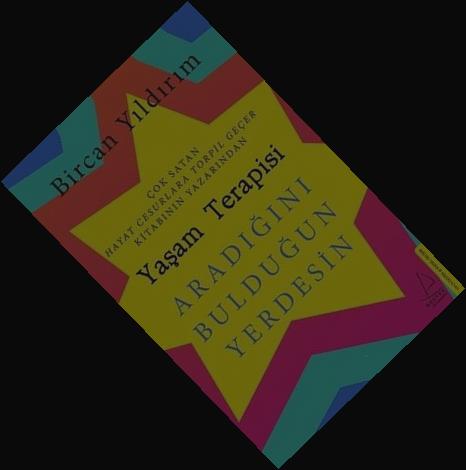 Bircan Yıldırım
ÇOK SATAN
HAYAT CESURLARA TORPİL GEÇER
KİTABININ YAZARINDAN
Yaşam Terapisi
ARADIĞINI
BULDUĞUN
YERDESİN